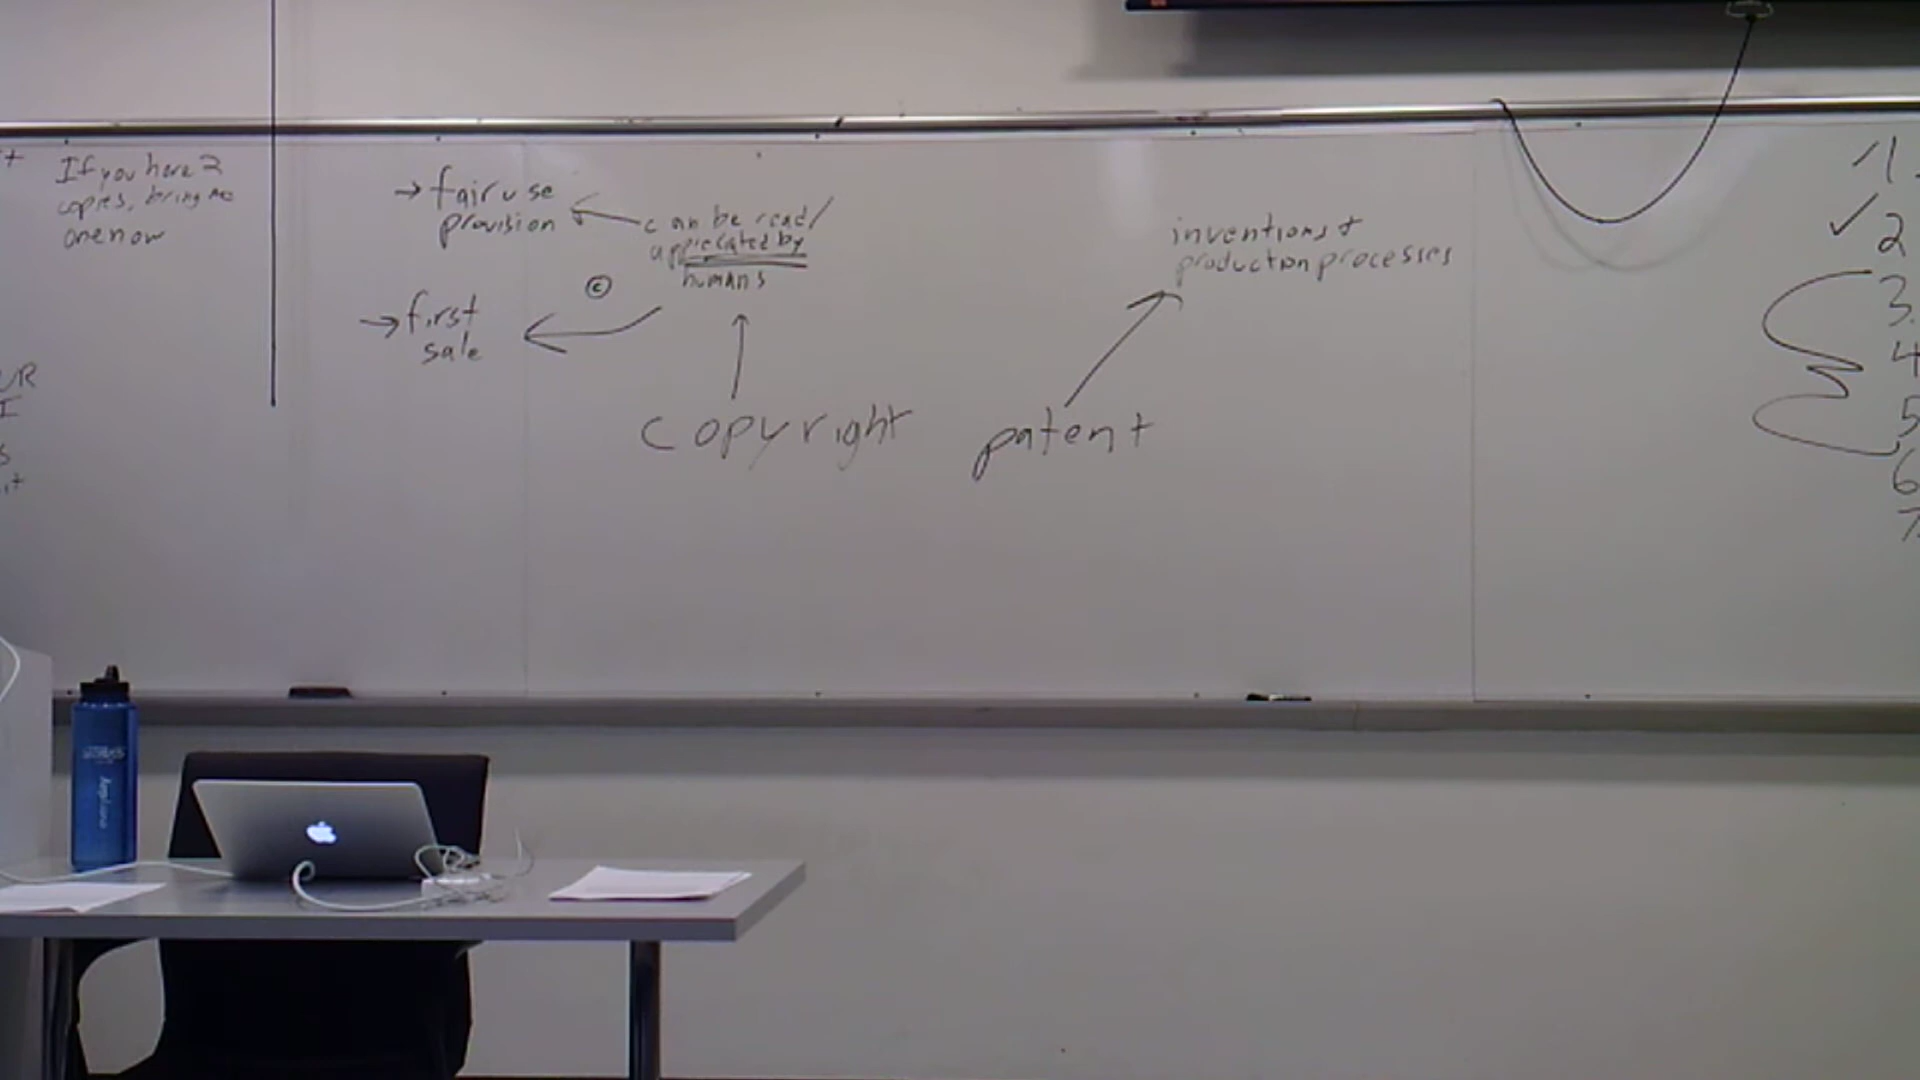 If you have 2
copies, bring me
one now
UR
I
→ fair use
provision
can be read/
appreciated by
humans
©
→ first
sale
copyright
patent
inventions +
production processes
1.
✓ 2
3.
4
5
6
7